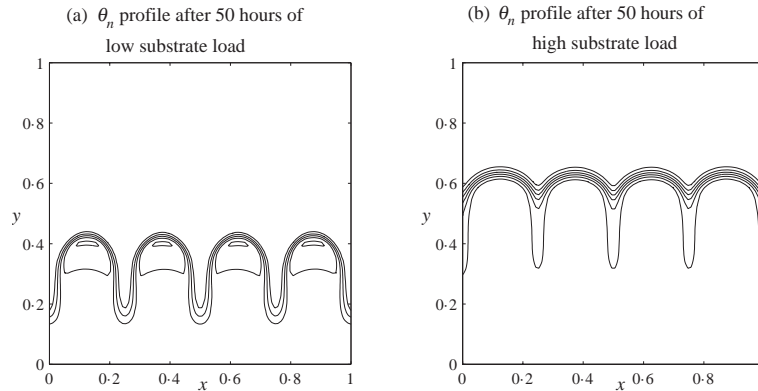 (a) θn profile after 50 hours of
low substrate load
1
0·8
0·6
y
0·4
0·2
0
0
0·2
0·4
0·6
0·8
1
x
(b) θn profile after 50 hours of
high substrate load
1
0·8
0·6
y
0·4
0·2
0
0
0·2
0·4
0·6
0·8
x